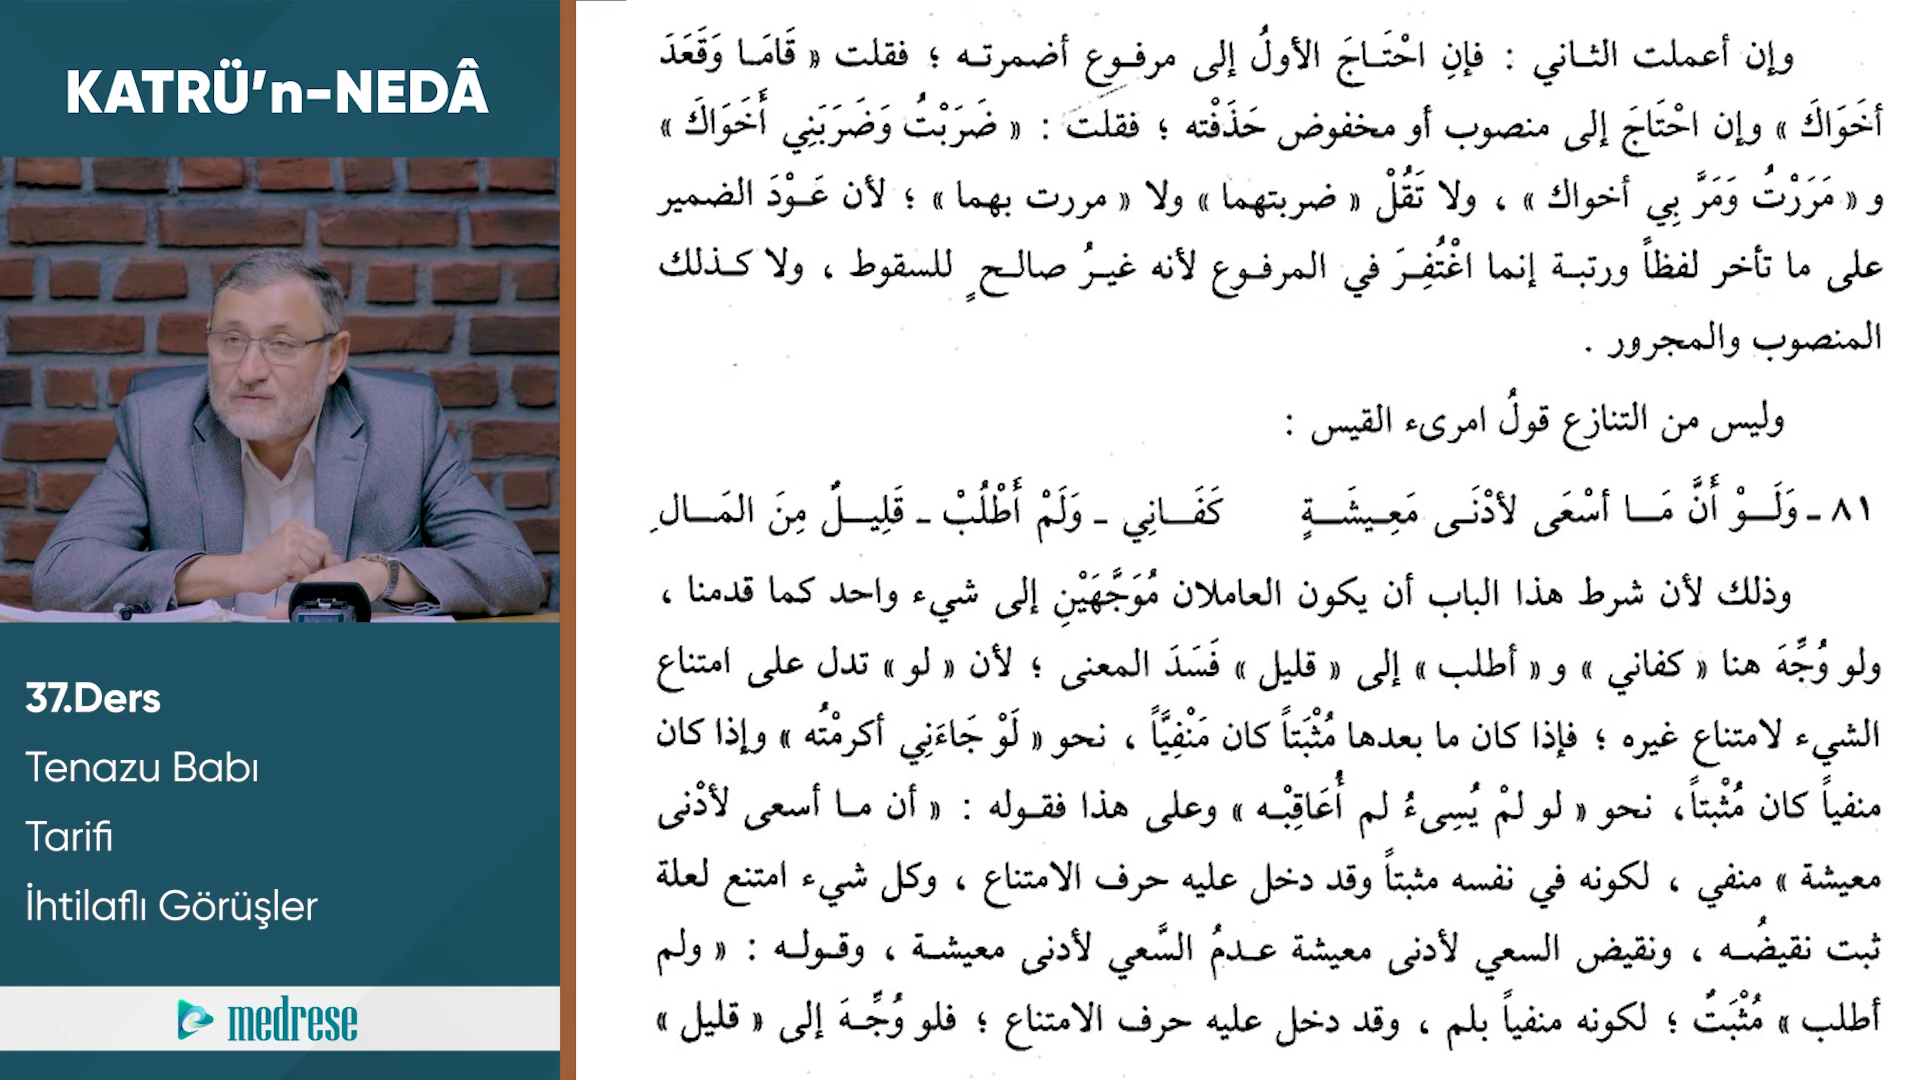 KATRÜ’n-NEDÂ
37.Ders
Tenazu Babı
Tarifi
İhtilaflı Görüşler
medrese
وإن أعملت الثاني : فإنِ احْتَاجَ الأولُ إلى مرفوع أضمرته ؛ فقلت « قَامَا وَقَعَدَ
أخَوَاكَ » وإن احْتَاجَ إلى منصوب أو مخفوض حَذَفْته ؛ فقلت : « ضَرَبْتُ وَضَرَبَنِي أَخَوَاكَ »
و « مَرَرْتُ وَمَرَّ بِي أخواك » ، ولا تَقُلْ « ضربتهما » ولا « مررت بهما » ؛ لأن عَوْدَ الضمير
على ما تأخر لفظاً ورتبة إنما اغْتُفِرَ في المرفوع لأنه غيرُ صالحٍ للسقوط ، ولا كذلك
المنصوب والمجرور .
وليس من التنازع قولُ امرىء القيس :
٨١ ـ وَلَوْ أَنَّ مَا أسْعَى لأدْنَى مَعِيشَةٍ كَفَانِي ـ وَلَمْ أَطْلُبْ ـ قَلِيلٌ مِنَ المَالِ
وذلك لأن شرط هذا الباب أن يكون العاملان مُوَجَّهَيْنِ إلى شيء واحد كما قدمنا ،
ولو وُجِّهَ هنا « كفاني » و « أطلب » إلى « قليل » فَسَدَ المعنى ؛ لأن « لو » تدل على امتناع
الشيء لامتناع غيره ؛ فإذا كان ما بعدها مُثْبَتاً كان مَنْفِيًّا ، نحو « لَوْ جَاءَنِي أكرمْتُه » وإذا كان
منفياً كان مُثْبتاً، نحو « لو لمْ يُسِىءُ لم أُعَاقِبْه » وعلى هذا فقوله : « أن ما أسعى لأدْنى
معيشة » منفي ، لكونه في نفسه مثبتاً وقد دخل عليه حرف الامتناع ، وكل شيء امتنع لعلة
ثبت نقيضُه ، ونقيض السعي لأدنى معيشة عدمُ السَّعي لأدنى معيشة ، وقوله : « ولم
أطلب » مُثْبَتٌ ؛ لكونه منفياً بلم ، وقد دخل عليه حرف الامتناع ؛ فلو وُجِّهَ إلى « قليل »